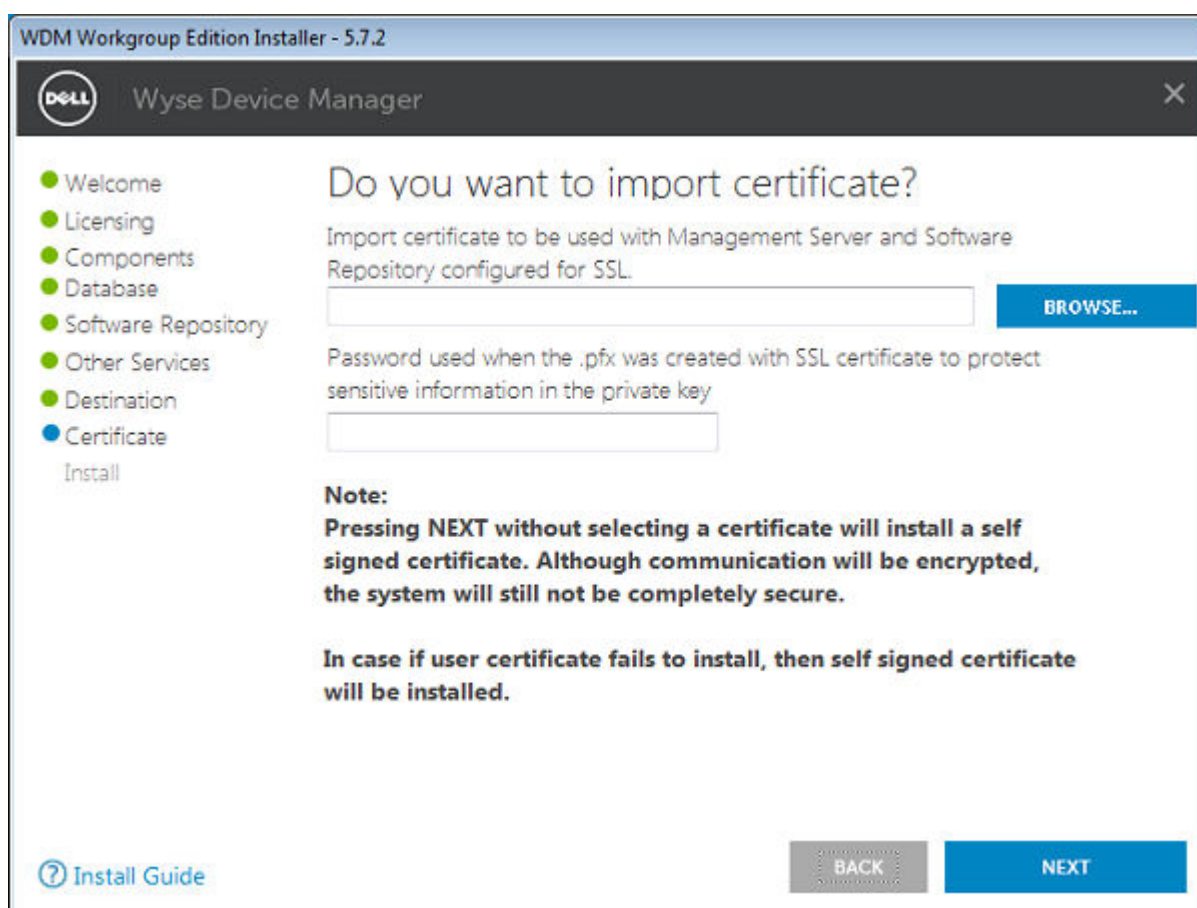 WDM Workgroup Edition Installer - 5.7.2
DELL
Wyse Device Manager
Welcome
Licensing
Components
Database
Software Repository
Other Services
Destination
Certificate
Install
Do you want to import certificate?
Import certificate to be used with Management Server and Software
Repository configured for SSL.
BROWSE...
Password used when the .pfx was created with SSL certificate to protect
sensitive information in the private key
Note:
Pressing NEXT without selecting a certificate will install a self
signed certificate. Although communication will be encrypted,
the system will still not be completely secure.
In case if user certificate fails to install, then self signed certificate
will be installed.
Install Guide
BACK
NEXT